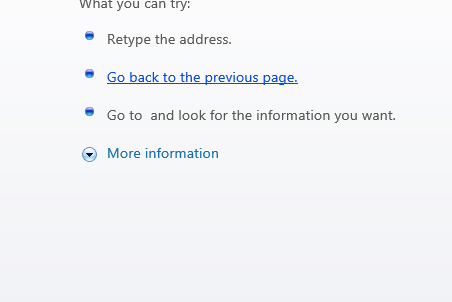 What you can try:
Retype the address.
Go back to the previous page.
Go to  and look for the information you want.
More information